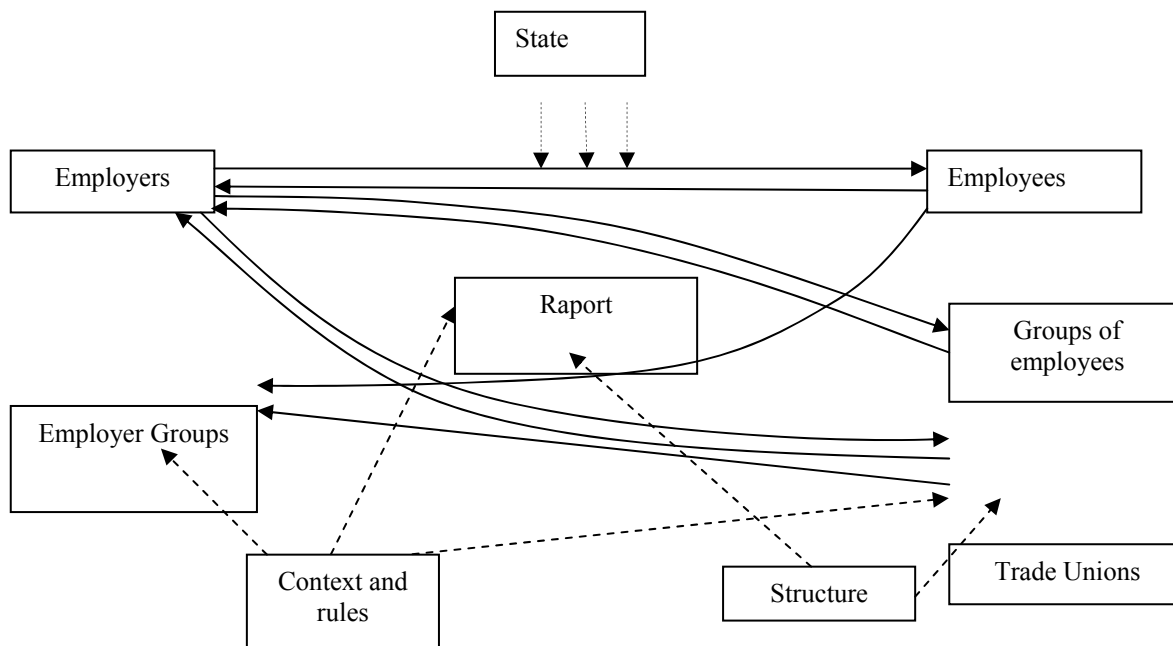 State
Employers
Employees
Raport
Groups of
employees
Employer Groups
Context and
rules
Structure
Trade Unions